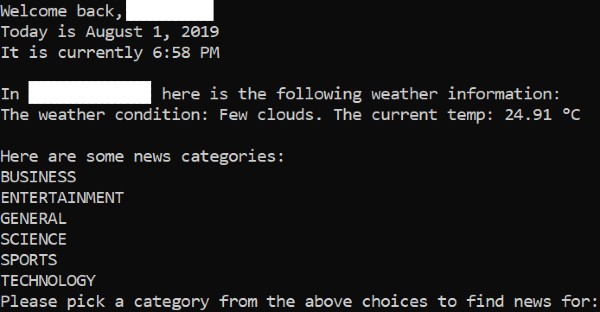 Welcome back,
Today is August 1, 2019
It is currently 6:58 PM
In here is the following weather information:
The weather condition: Few clouds. The current temp: 24.91 °C
Here are some news categories:
BUSINESS
ENTERTAINMENT
GENERAL
SCIENCE
SPORTS
TECHNOLOGY
Please pick a category from the above choices to find news for: